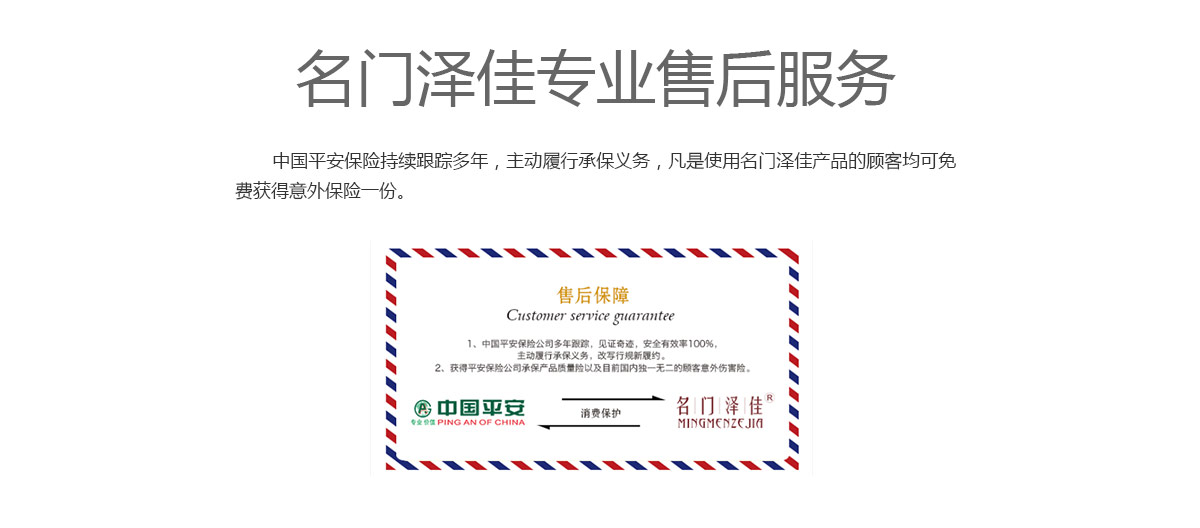 名门泽佳专业售后服务
中国平安保险持续跟踪多年，主动履行承保义务，凡是使用名门泽佳产品的顾客均可免
费获得意外保险一份。
售后保障
Customer service guarantee
1、中国平安保险公司多年跟踪，见证奇迹，安全有效率100%，
主动履行承保义务，改写行规新履约。
2、获得平安保险公司承保产品质量险以及目前国内独一无二的顾客意外伤害险。
中国平安
专业 价值 PING AN OF CHINA
消费保护
名门泽佳®
MINGMENZEJIA